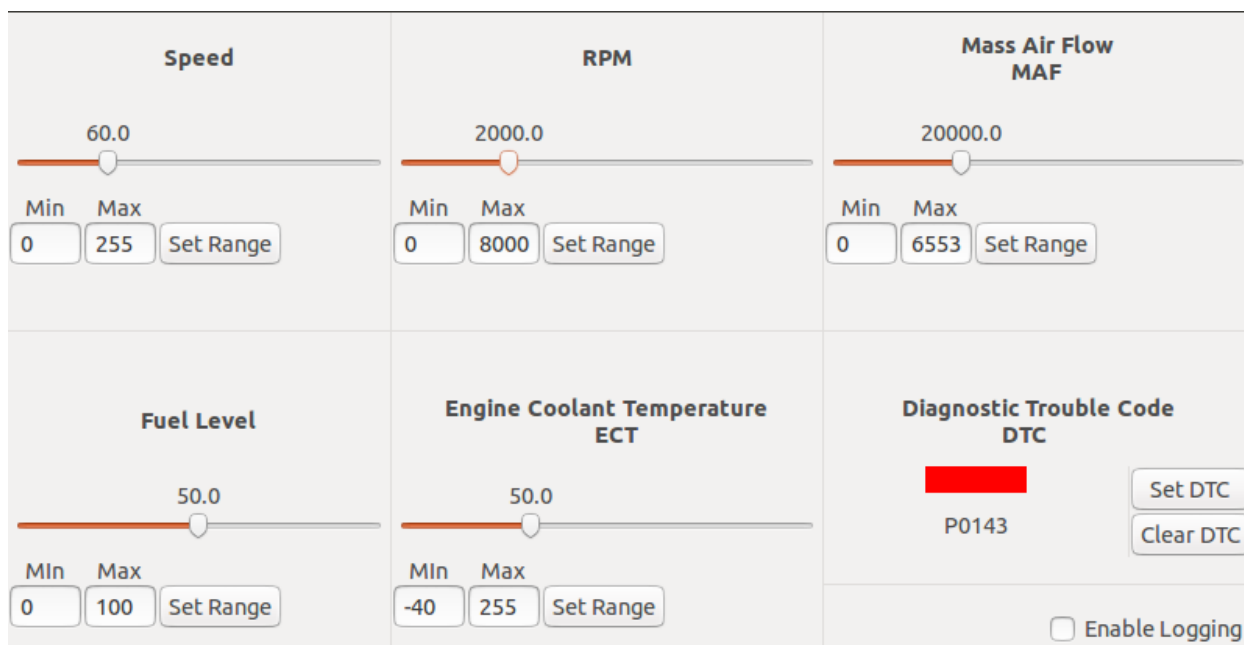 Speed
60.0
Min Max
0 255 Set Range
RPM
2000.0
Min Max
0 8000 Set Range
Mass Air Flow
MAF
20000.0
Min Max
0 6553 Set Range
Fuel Level
50.0
MIn Max
0 100 Set Range
Engine Coolant Temperature
ECT
50.0
MIn Max
-40 255 Set Range
Diagnostic Trouble Code
DTC
Set DTC
P0143
Clear DTC
Enable Logging